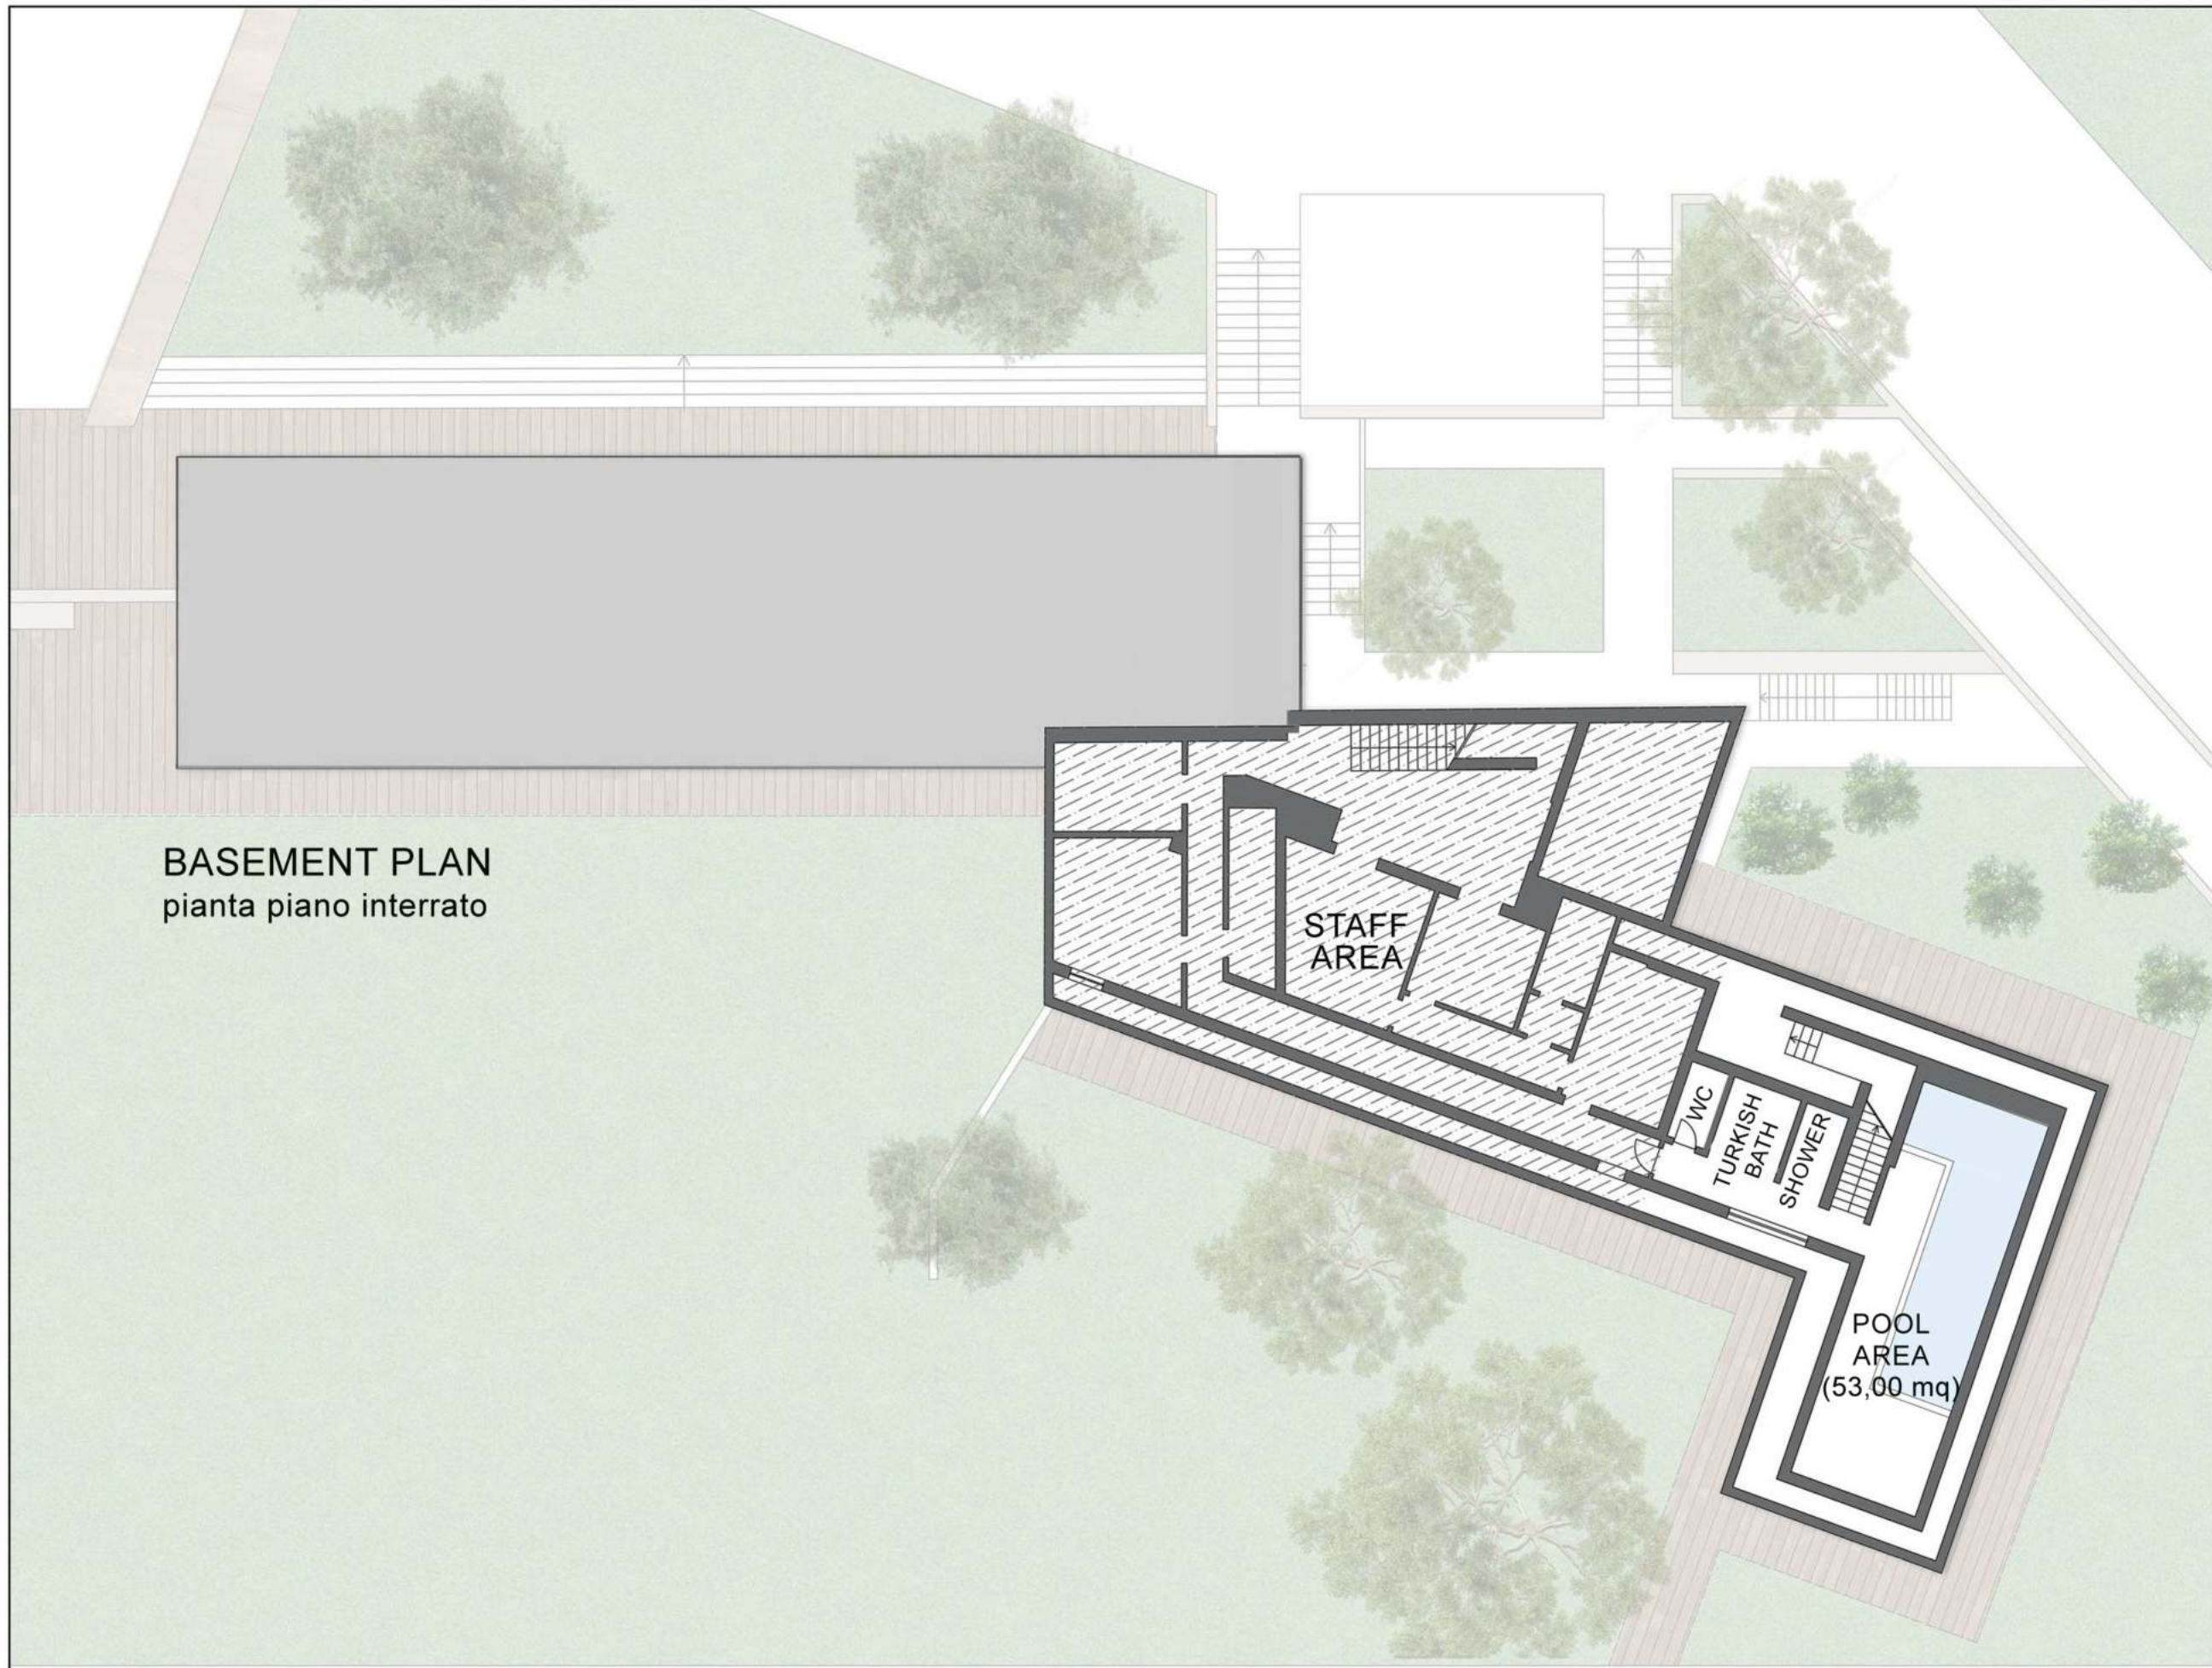 BASEMENT PLAN
pianta piano interrato
STAFF
AREA
WC
TURKISH
BATH
SHOWER
POOL
AREA
(53,00 mq)